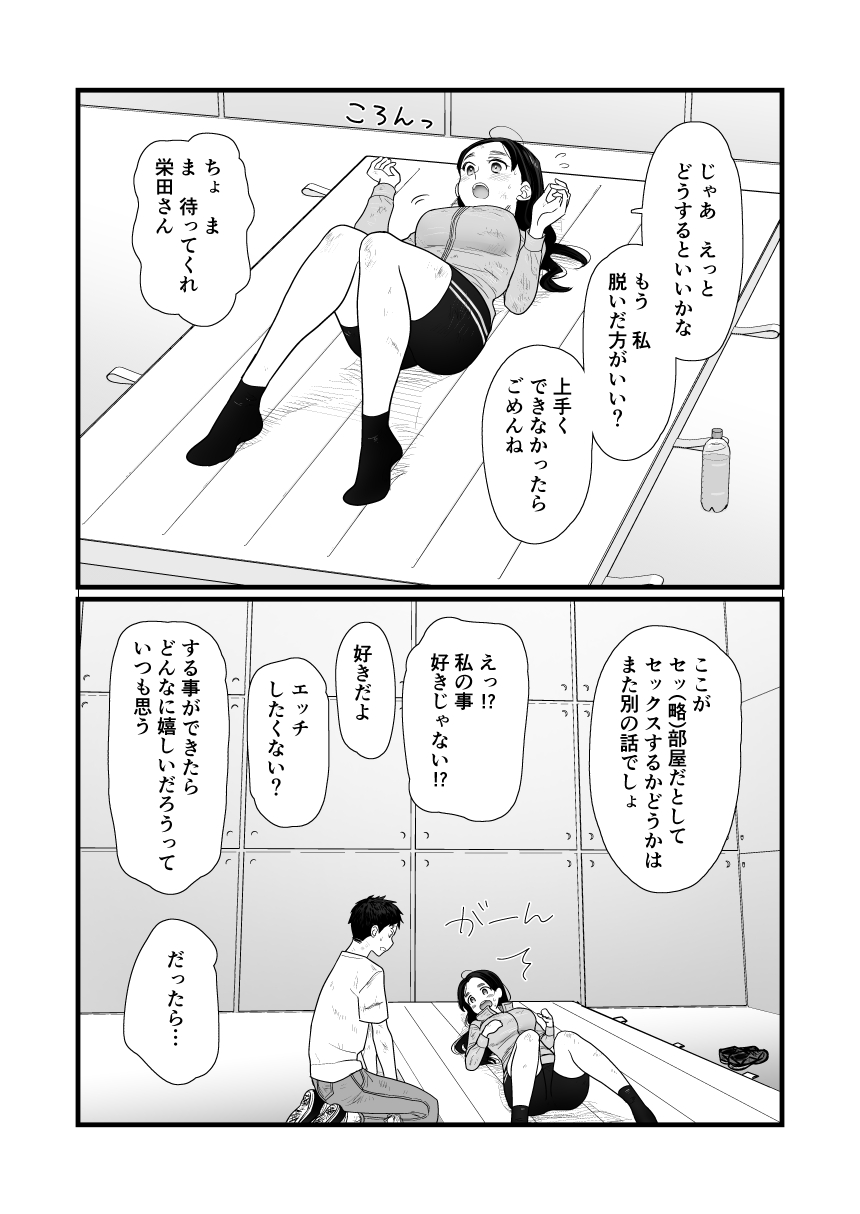 ころんっ
じゃあ　えっと
どうするといいかな
もう　私
脱いだ方がいい？
上手く
できなかったら
ごめんね
ちょ　ま
ま　待ってくれ
栄田さん
ここが
セッ(略)部屋だとして
セックスするかどうかは
また別の話でしょ
えっ!?
私の事
好きじゃない!?
好きだよ
エッチ
したくない？
する事ができたら
どんなに嬉しいだろうって
いつも思う
がーん
だったら…